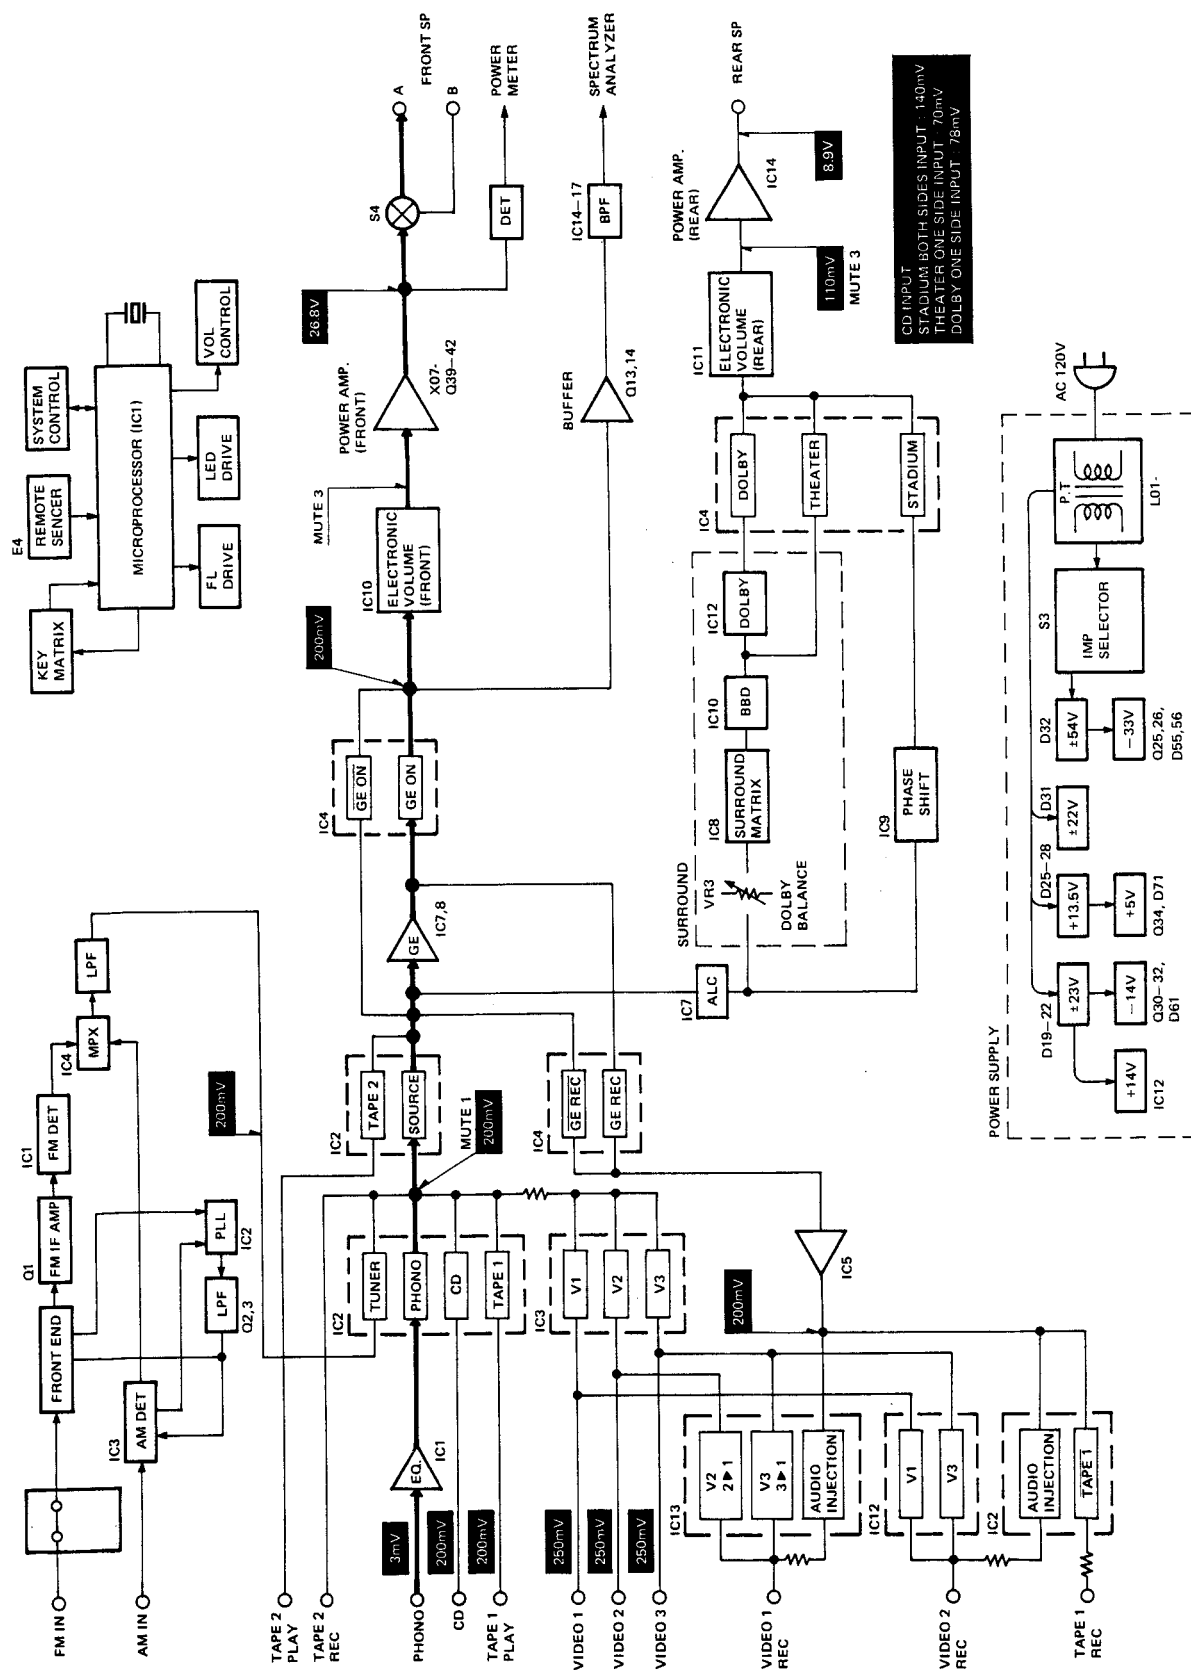 FM IN
FRONT END
Q1
FM IF AMP
IC1
FM DET
IC4
MPX
LPF
AM IN
IC3
AM DET
LPF
Q2,3
PLL
IC2
200mV
TAPE 2
PLAY
TAPE 2
REC
PHONO
3mV
EQ.
IC1
CD
200mV
TAPE 1
PLAY
200mV
IC2
TUNER
PHONO
CD
TAPE 1
MUTE 1
200mV
IC2
TAPE 2
SOURCE
GE
IC7,8
IC4
GE ON
GE ON
200mV
IC10
ELECTRONIC
VOLUME
(FRONT)
MUTE 3
POWER AMP.
(FRONT)
X07-
Q39-42
26.8V
S4
A
FRONT SP
B
DET
POWER
METER
BUFFER
Q13,14
IC14-17
BPF
SPECTRUM
ANALYZER
KEY
MATRIX
E4
REMOTE
SENCER
SYSTEM
CONTROL
MICROPROCESSOR (IC1)
FL
DRIVE
LED
DRIVE
VOL
CONTROL
VIDEO 1
250mV
VIDEO 2
250mV
VIDEO 3
250mV
IC3
V1
V2
V3
IC4
GE REC
GE REC
IC5
200mV
VIDEO 1
REC
IC13
V2
2▶1
V3
3▶1
AUDIO
INJECTION
VIDEO 2
REC
IC12
V1
V3
IC2
AUDIO
INJECTION
TAPE 1
TAPE 1
REC
IC7
ALC
SURROUND
VR3
DOLBY
BALANCE
IC8
SURROUND
MATRIX
IC10
BBD
IC12
DOLBY
IC9
PHASE
SHIFT
IC4
DOLBY
THEATER
STADIUM
IC11
ELECTRONIC
VOLUME
(REAR)
110mV
MUTE 3
POWER AMP.
(REAR)
IC14
8.9V
REAR SP
CD INPUT
STADIUM BOTH SIDES INPUT : 140mV
THEATER ONE SIDE INPUT : 70mV
DOLBY ONE SIDE INPUT : 78mV
POWER SUPPLY
+14V
IC12
D19-22
±23V
-14V
Q30-32,
D61
D25-28
+13.5V
+5V
Q34, D71
D31
±22V
D32
±54V
-33V
Q25,26,
D55,56
S3
IMP
SELECTOR
P.T
L01-
AC 120V